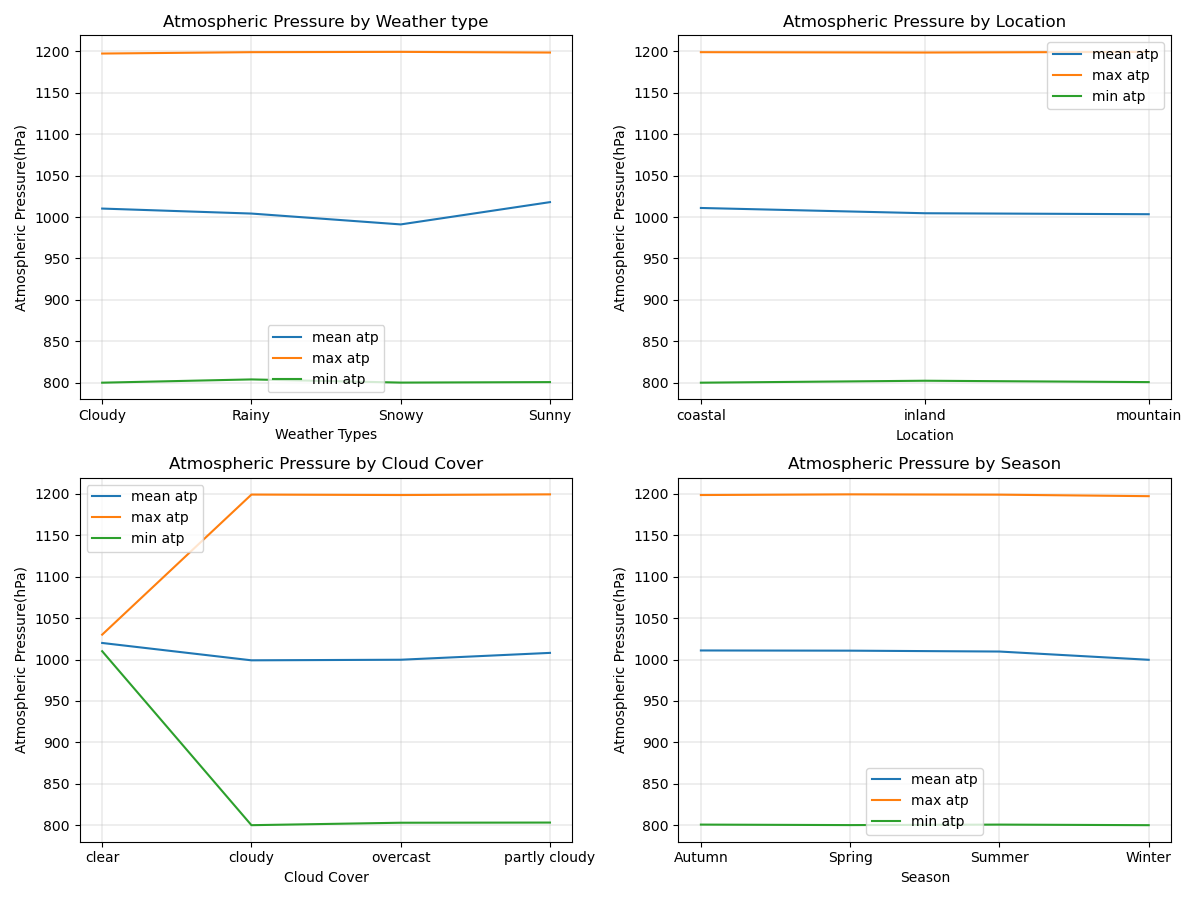 Atmospheric Pressure by Weather type
1200
1150
1100
1050
1000
950
900
850
800
Atmospheric Pressure(hPa)
mean atp
max atp
min atp
Cloudy Rainy Snowy Sunny
Weather Types
Atmospheric Pressure by Location
1200
1150
1100
1050
1000
950
900
850
800
Atmospheric Pressure(hPa)
mean atp
max atp
min atp
coastal inland mountain
Location
Atmospheric Pressure by Cloud Cover
1200
1150
1100
1050
1000
950
900
850
800
Atmospheric Pressure(hPa)
mean atp
max atp
min atp
clear cloudy overcast partly cloudy
Cloud Cover
Atmospheric Pressure by Season
1200
1150
1100
1050
1000
950
900
850
800
Atmospheric Pressure(hPa)
mean atp
max atp
min atp
Autumn Spring Summer Winter
Season